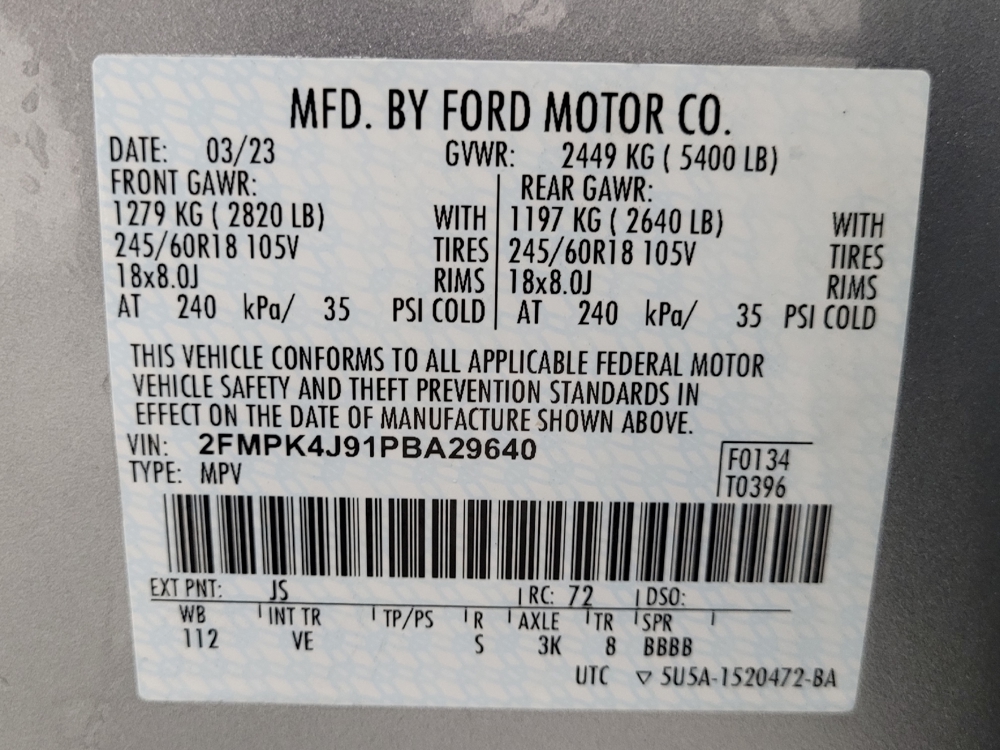 MFD. BY FORD MOTOR CO.
DATE: 03/23 GVWR: 2449 KG ( 5400 LB)
FRONT GAWR: REAR GAWR:
1279 KG ( 2820 LB) WITH 1197 KG ( 2640 LB) WITH
245/60R18 105V TIRES 245/60R18 105V TIRES
18x8.0J RIMS 18x8.0J RIMS
AT 240 kPa/ 35 PSI COLD AT 240 kPa/ 35 PSI COLD
THIS VEHICLE CONFORMS TO ALL APPLICABLE FEDERAL MOTOR
VEHICLE SAFETY AND THEFT PREVENTION STANDARDS IN
EFFECT ON THE DATE OF MANUFACTURE SHOWN ABOVE.
VIN: 2FMPK4J91PBA29640 F0134
TYPE: MPV T0396
EXT PNT: JS RC: 72 DSO:
WB INT TR TP/PS R AXLE TR SPR
112 VE S 3K 8 BBBB
UTC ▽ 5U5A-1520472-BA